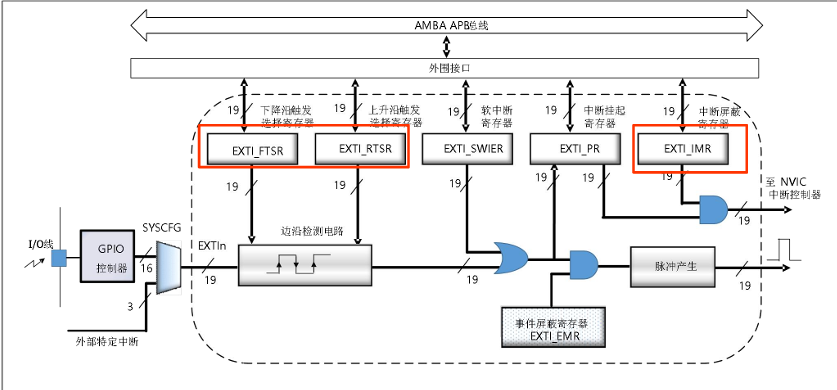 AMBA APB总线
外围接口
19
下降沿触发
选择寄存器
19
上升沿触发
选择寄存器
19
软中断
寄存器
19
中断挂起
寄存器
19
中断屏蔽
寄存器
EXTI_FTSR
EXTI_RTSR
EXTI_SWIER
EXTI_PR
EXTI_IMR
19
19
19
19
19
至 NVIC
中断控制器
19
I/O线
GPIO
控制器
SYSCFG
16
3
外部特定中断
EXTIn
19
边沿检测电路
19
脉冲产生
19
事件屏蔽寄存器
EXTI_EMR